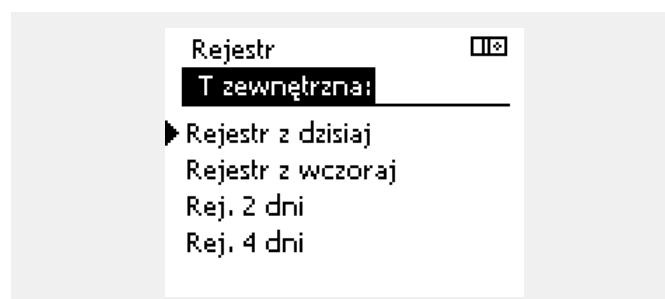 Rejestr
T zewnętrzna:
Rejestr z dzisiaj
Rejestr z wczoraj
Rej. 2 dni
Rej. 4 dni